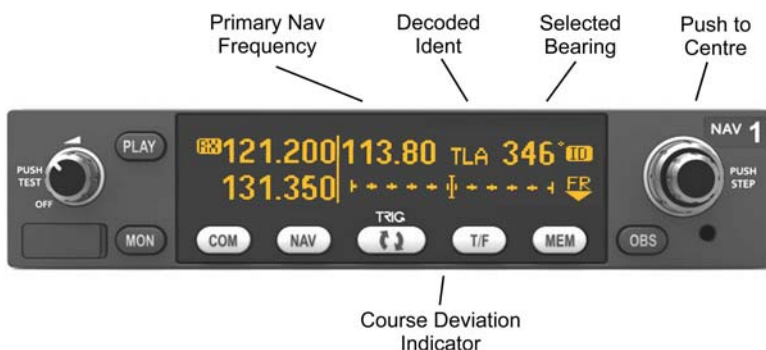 Primary Nav
Frequency
Decoded
Ident
Selected
Bearing
Push to
Centre
NAV 1
PLAY
PUSH
TEST
OFF
RX 121.200 113.80 TLA 346° ID
131.350 FR
PUSH
STEP
TRIG
MON
COM
NAV
T/F
MEM
OBS
Course Deviation
Indicator